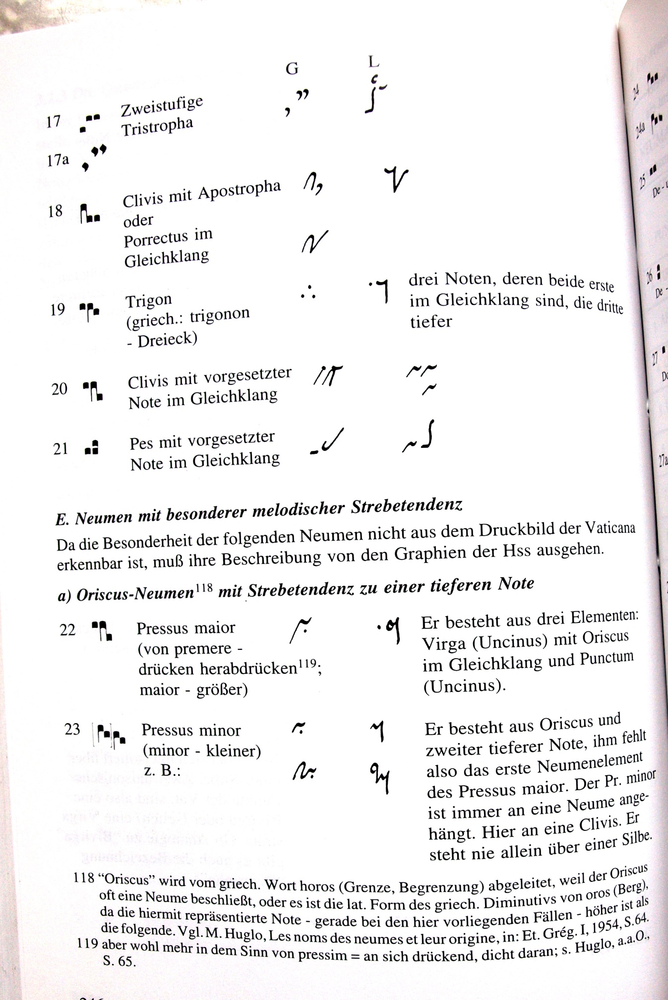 G L
17 Zweistufige
Tristropha
17a
18 Clivis mit Apostropha
oder
Porrectus im
Gleichklang
19 Trigon
(griech.: trigonon
- Dreieck)
drei Noten, deren beide erste
im Gleichklang sind, die dritte
tiefer
20 Clivis mit vorgesetzter
Note im Gleichklang
21 Pes mit vorgesetzter
Note im Gleichklang
E. Neumen mit besonderer melodischer Strebetendenz
Da die Besonderheit der folgenden Neumen nicht aus dem Druckbild der Vaticana
erkennbar ist, muß ihre Beschreibung von den Graphien der Hss ausgehen.
a) Oriscus-Neumen118 mit Strebetendenz zu einer tieferen Note
22 Pressus maior
(von premere -
drücken herabdrücken119;
maior - größer)
Er besteht aus drei Elementen:
Virga (Uncinus) mit Oriscus
im Gleichklang und Punctum
(Uncinus).
23 Pressus minor
(minor - kleiner)
z. B.:
Er besteht aus Oriscus und
zweiter tieferer Note, ihm fehlt
also das erste Neumenelement
des Pressus maior. Der Pr. minor
ist immer an eine Neume ange-
hängt. Hier an eine Clivis. Er
steht nie allein über einer Silbe.
118 “Oriscus” wird vom griech. Wort horos (Grenze, Begrenzung) abgeleitet, weil der Oriscus
oft eine Neume beschließt, oder es ist die lat. Form des griech. Diminutivs von oros (Berg),
da die hiermit repräsentierte Note - gerade bei den hier vorliegenden Fällen - höher ist als
die folgende. Vgl. M. Huglo, Les noms des neumes et leur origine, in: Et. Grég. I, 1954, S.64.
119 aber wohl mehr in dem Sinn von pressim = an sich drückend, dicht daran; s. Huglo, a.a.O.,
S. 65.
24
24a
25
De - 
26
De -
27
27a